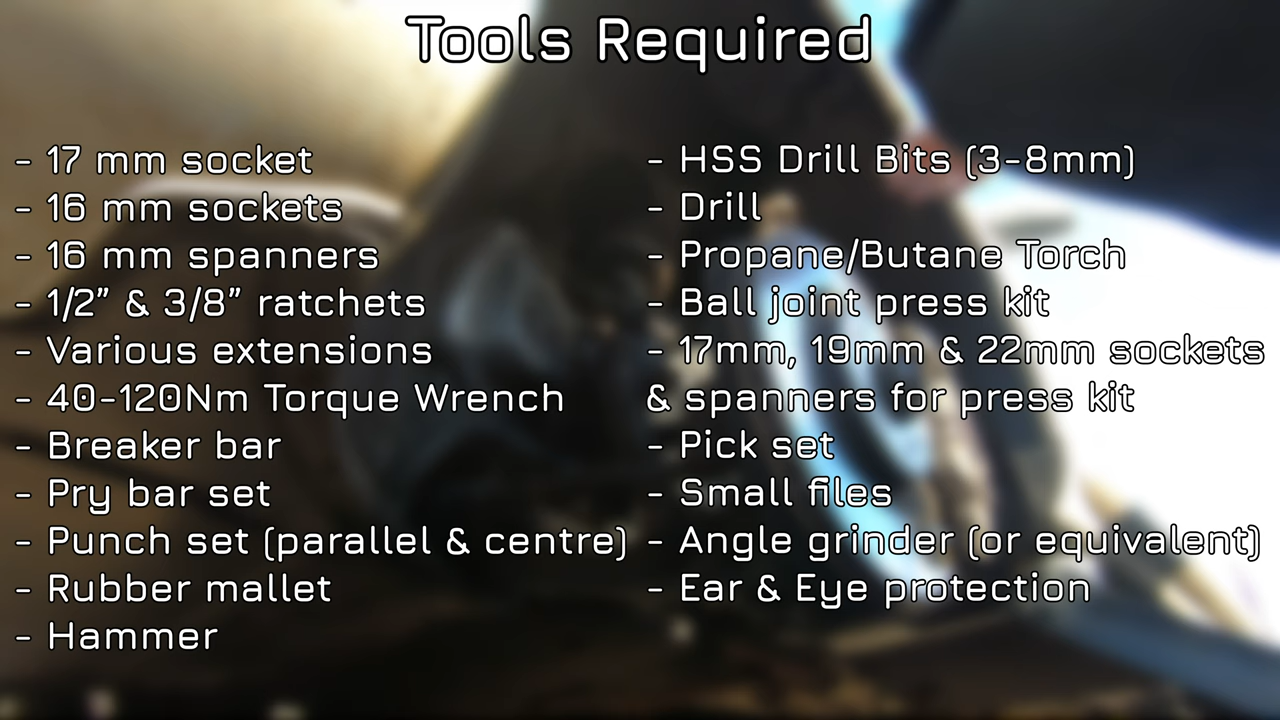 Tools Required
- 17 mm socket
- 16 mm sockets
- 16 mm spanners
- 1/2” & 3/8” ratchets
- Various extensions
- 40-120Nm Torque Wrench
- Breaker bar
- Pry bar set
- Punch set (parallel & centre)
- Rubber mallet
- Hammer
- HSS Drill Bits (3-8mm)
- Drill
- Propane/Butane Torch
- Ball joint press kit
- 17mm, 19mm & 22mm sockets
& spanners for press kit
- Pick set
- Small files
- Angle grinder (or equivalent)
- Ear & Eye protection